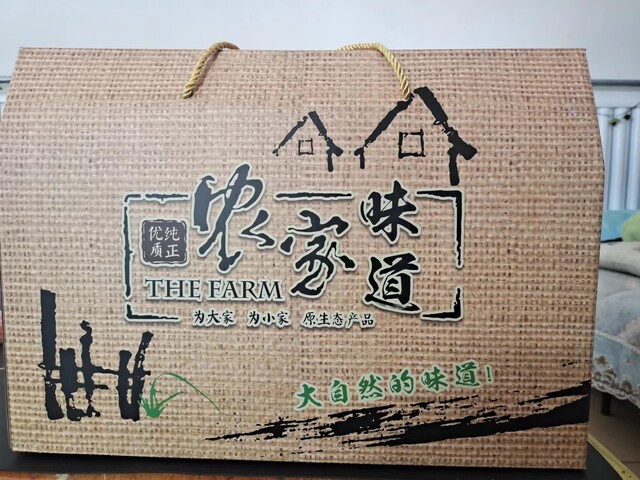 农家味道
优纯
质正
THE FARM
为大家 为小家 原生态产品
大自然的味道!